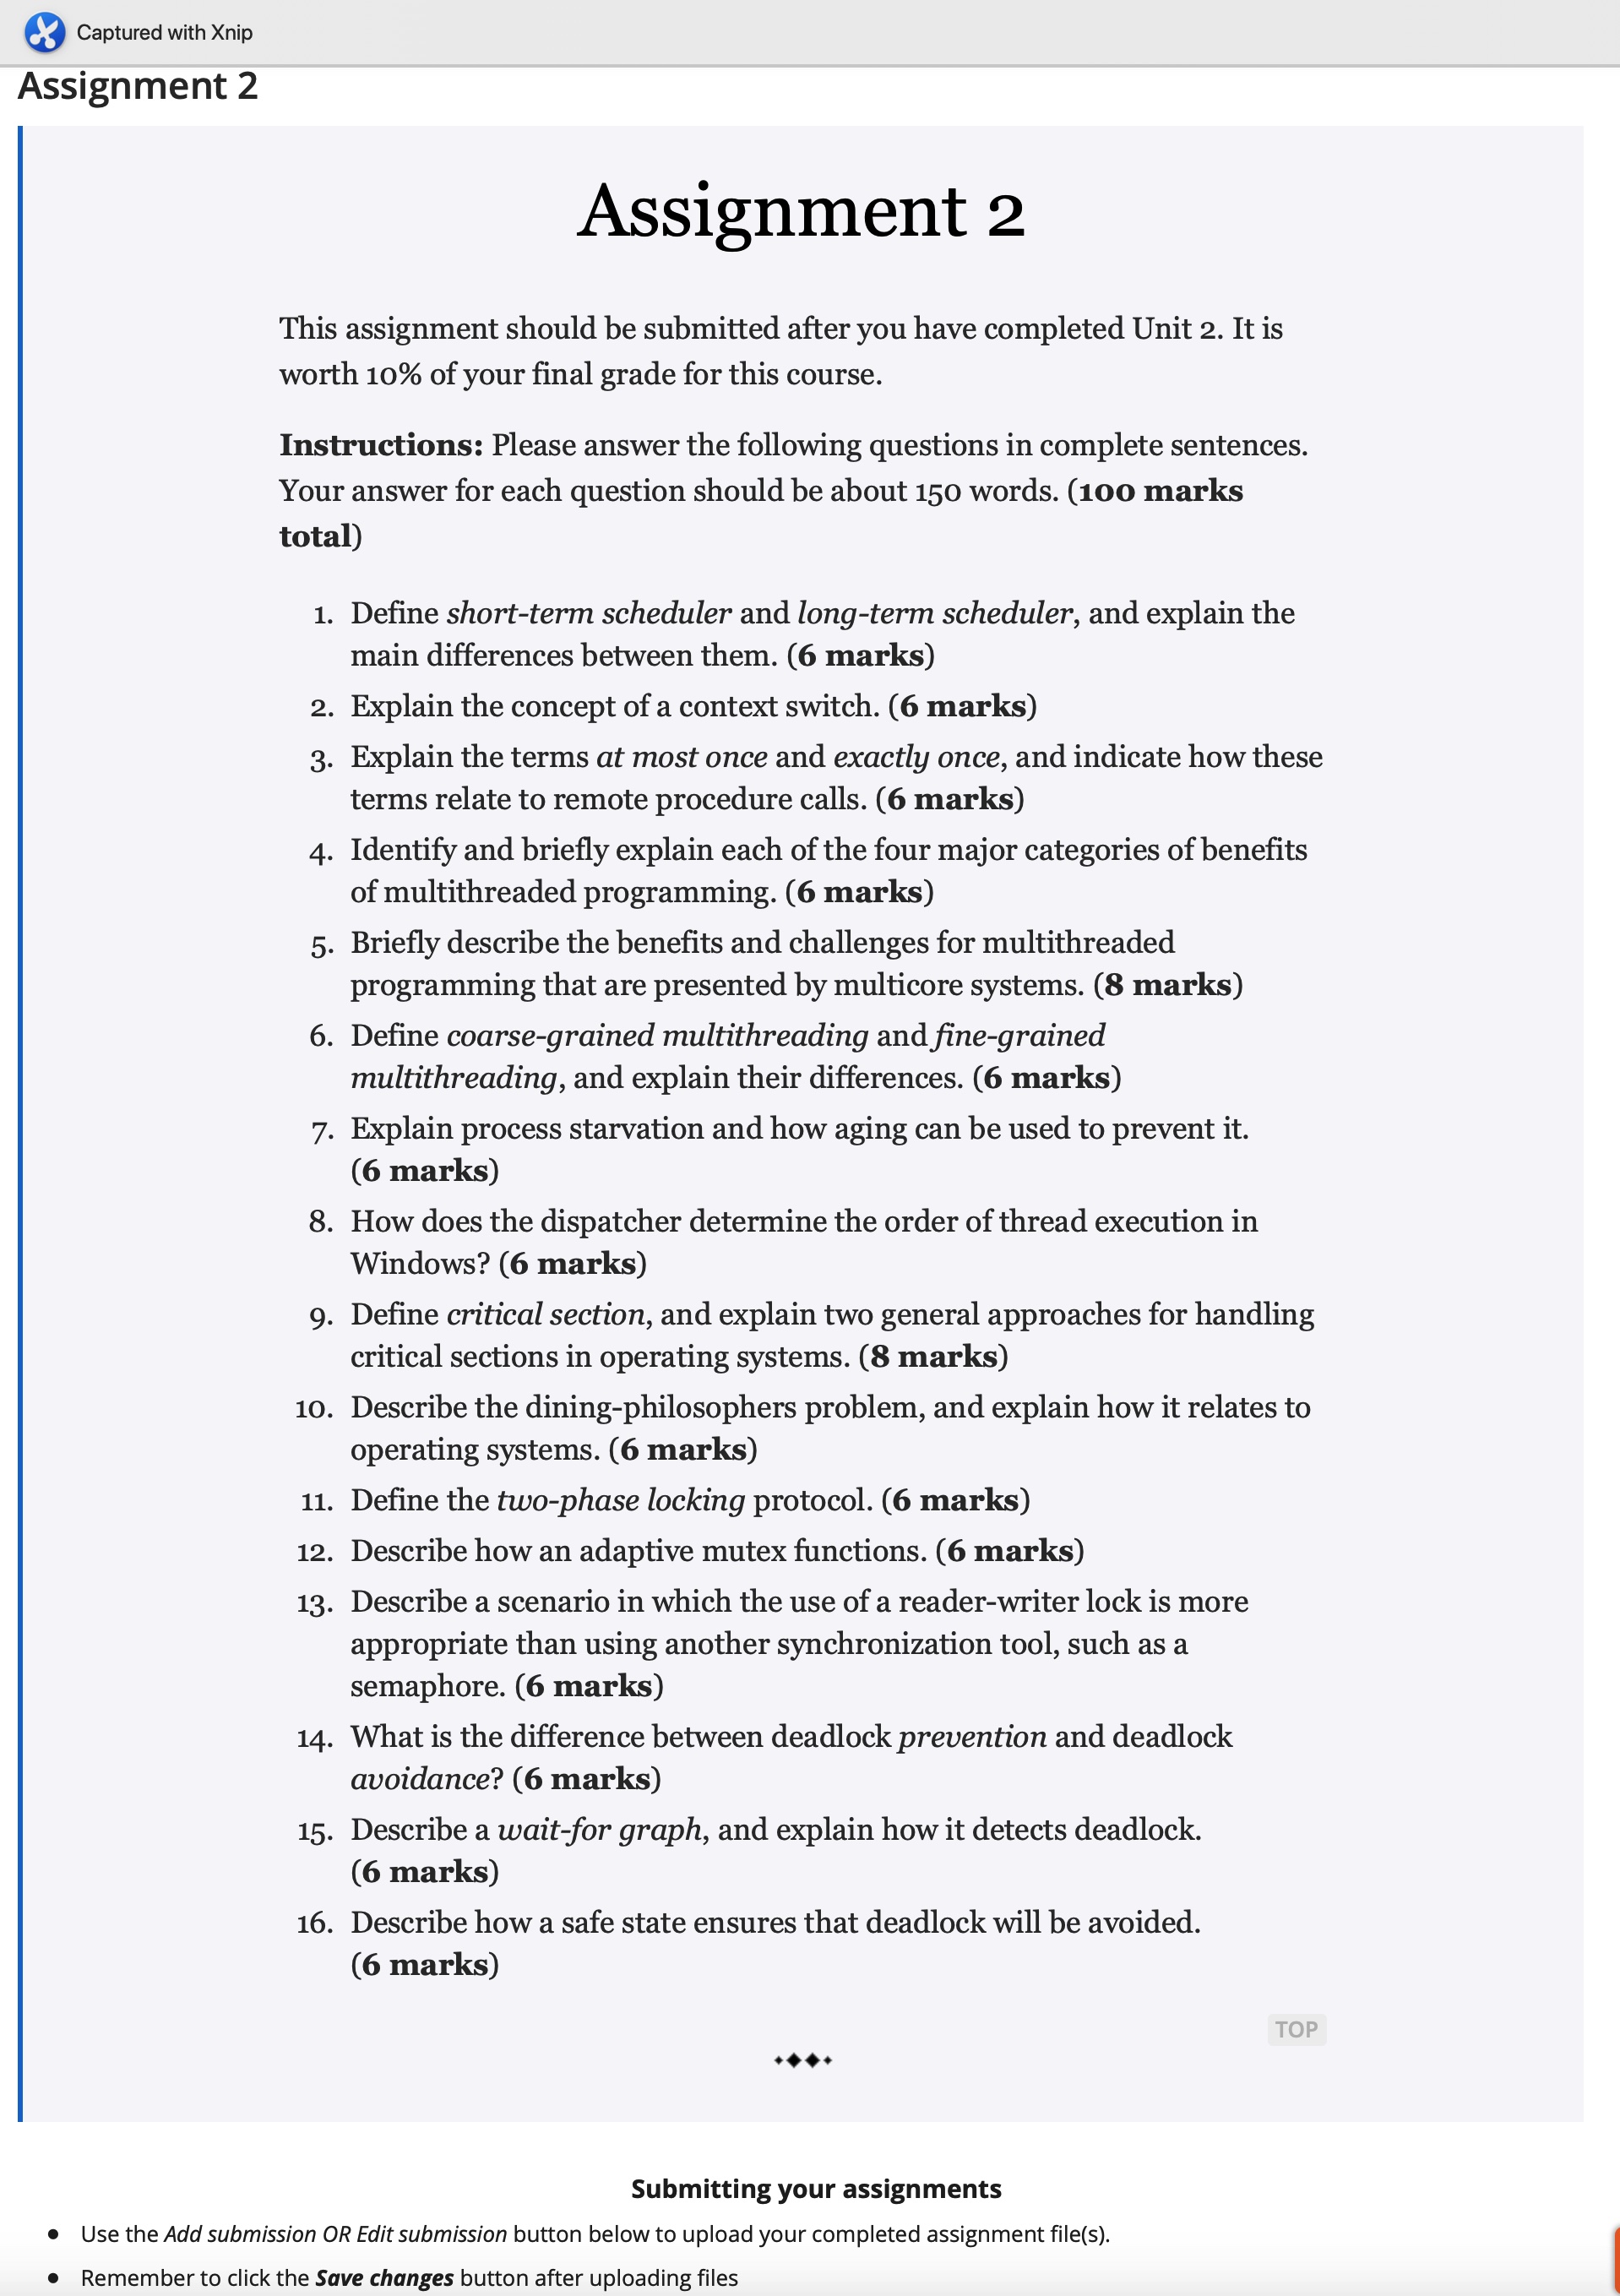 Captured with Xnip
Assignment 2
Assignment 2
This assignment should be submitted after you have completed Unit 2. It is
worth 10% of your final grade for this course.
Instructions: Please answer the following questions in complete sentences.
Your answer for each question should be about 150 words. (100 marks
total)
1. Define short-term scheduler and long-term scheduler, and explain the
main differences between them. (6 marks)
2. Explain the concept of a context switch. (6 marks)
3. Explain the terms at most once and exactly once, and indicate how these
terms relate to remote procedure calls. (6 marks)
4. Identify and briefly explain each of the four major categories of benefits
of multithreaded programming. (6 marks)
5. Briefly describe the benefits and challenges for multithreaded
programming that are presented by multicore systems. (8 marks)
6. Define coarse-grained multithreading and fine-grained
multithreading, and explain their differences. (6 marks)
7. Explain process starvation and how aging can be used to prevent it.
(6 marks)
8. How does the dispatcher determine the order of thread execution in
Windows? (6 marks)
9. Define critical section, and explain two general approaches for handling
critical sections in operating systems. (8 marks)
10. Describe the dining-philosophers problem, and explain how it relates to
operating systems. (6 marks)
11. Define the two-phase locking protocol. (6 marks)
12. Describe how an adaptive mutex functions. (6 marks)
13. Describe a scenario in which the use of a reader-writer lock is more
appropriate than using another synchronization tool, such as a
semaphore. (6 marks)
14. What is the difference between deadlock prevention and deadlock
avoidance? (6 marks)
15. Describe a wait-for graph, and explain how it detects deadlock.
(6 marks)
16. Describe how a safe state ensures that deadlock will be avoided.
(6 marks)
TOP
Submitting your assignments
• Use the Add submission OR Edit submission button below to upload your completed assignment file(s).
• Remember to click the Save changes button after uploading files